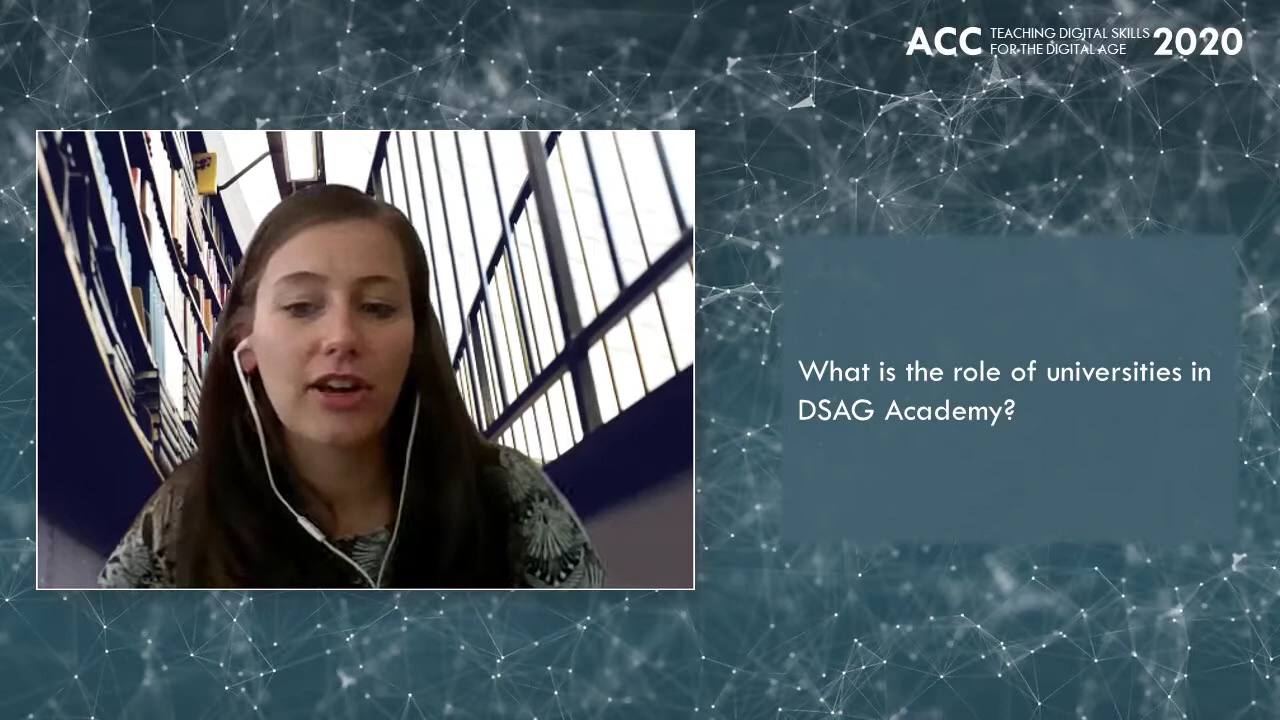 ACC TEACHING DIGITAL SKILLS 2020
FOR THE DIGITAL AGE
What is the role of universities in
DSAG Academy?